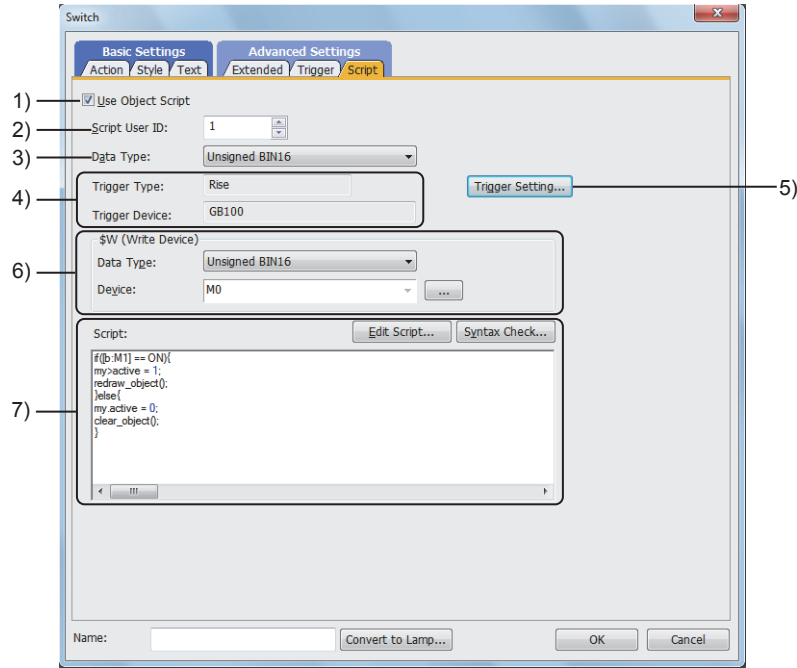 Switch
x
Basic Settings Advanced Settings
Action Style Text Extended Trigger Script
1)
Use Object Script
2)
Script User ID: 1
3)
Data Type: Unsigned BIN16
4)
Trigger Type: Rise
Trigger Setting...
5)
Trigger Device: GB100
6)
$W (Write Device)
Data Type: Unsigned BIN16
Device: M0 ...
7)
Script: Edit Script... Syntax Check...
if([b:M1] == ON){
my>active = 1;
redraw_object();
}else{
my.active = 0;
clear_object();
}
Name: Convert to Lamp... OK Cancel